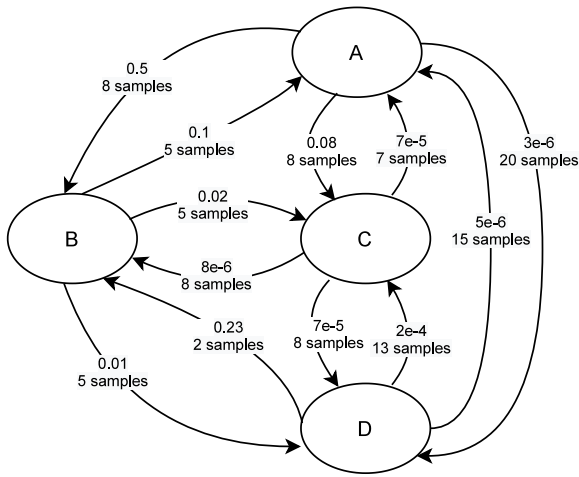 A
0.5
8 samples
0.1
5 samples
0.08
8 samples
7e-5
7 samples
3e-6
20 samples
0.02
5 samples
B
C
5e-6
15 samples
8e-6
8 samples
0.23
2 samples
7e-5
8 samples
2e-4
13 samples
0.01
5 samples
D